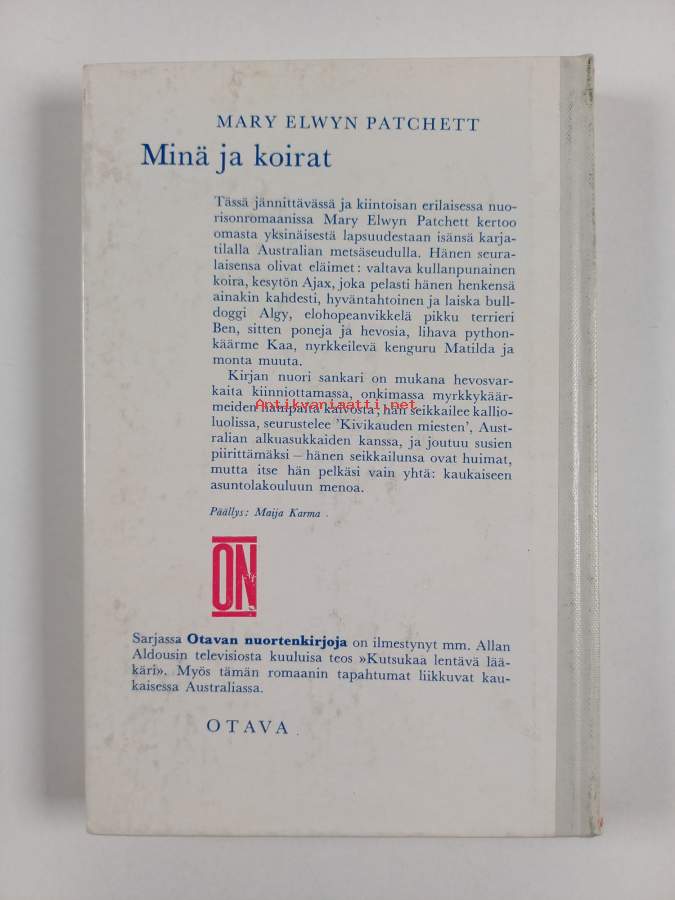 MARY ELWYN PATCHETT
Minä ja koirat
Tässä jännittävässä ja kiintoisan erilaisessa nuo-
risonromaanissa Mary Elwyn Patchett kertoo
omasta yksinäisestä lapsuudestaan isänsä karja-
tilalla Australian metsäseudulla. Hänen seura-
laisensa olivat eläimet: valtava kullanpunainen
koira, kesytön Ajax, joka pelasti hänen henkensä
ainakin kahdesti, hyväntahtoinen ja laiska bull-
doggi Algy, elohopeanvikkelä pikku terrieri
Ben, sitten poneja ja hevosia, lihava python-
käärme Kaa, nyrkkeilevä kenguru Matilda ja
monta muuta.
Kirjan nuori sankari on mukana hevosvar-
kaita kiinniottamassa, onkimassa myrkkykäär-
Antikvariaatti.net
meiden hampaita kaivosta, hän seikkailee kallio-
luolissa, seurustelee 'Kivikauden miesten', Aust-
ralian alkuasukkaiden kanssa, ja joutuu susien
piirittämäksi – hänen seikkailunsa ovat huimat,
mutta itse hän pelkäsi vain yhtä: kaukaiseen
asuntolakouluun menoa.
Päällys: Maija Karma
ON
Sarjassa Otavan nuortenkirjoja on ilmestynyt mm. Allan
Aldousin televisiosta kuuluisa teos »Kutsukaa lentävä lää-
käri». Myös tämän romaanin tapahtumat liikkuvat kau-
kaisessa Australiassa.
OTAVA